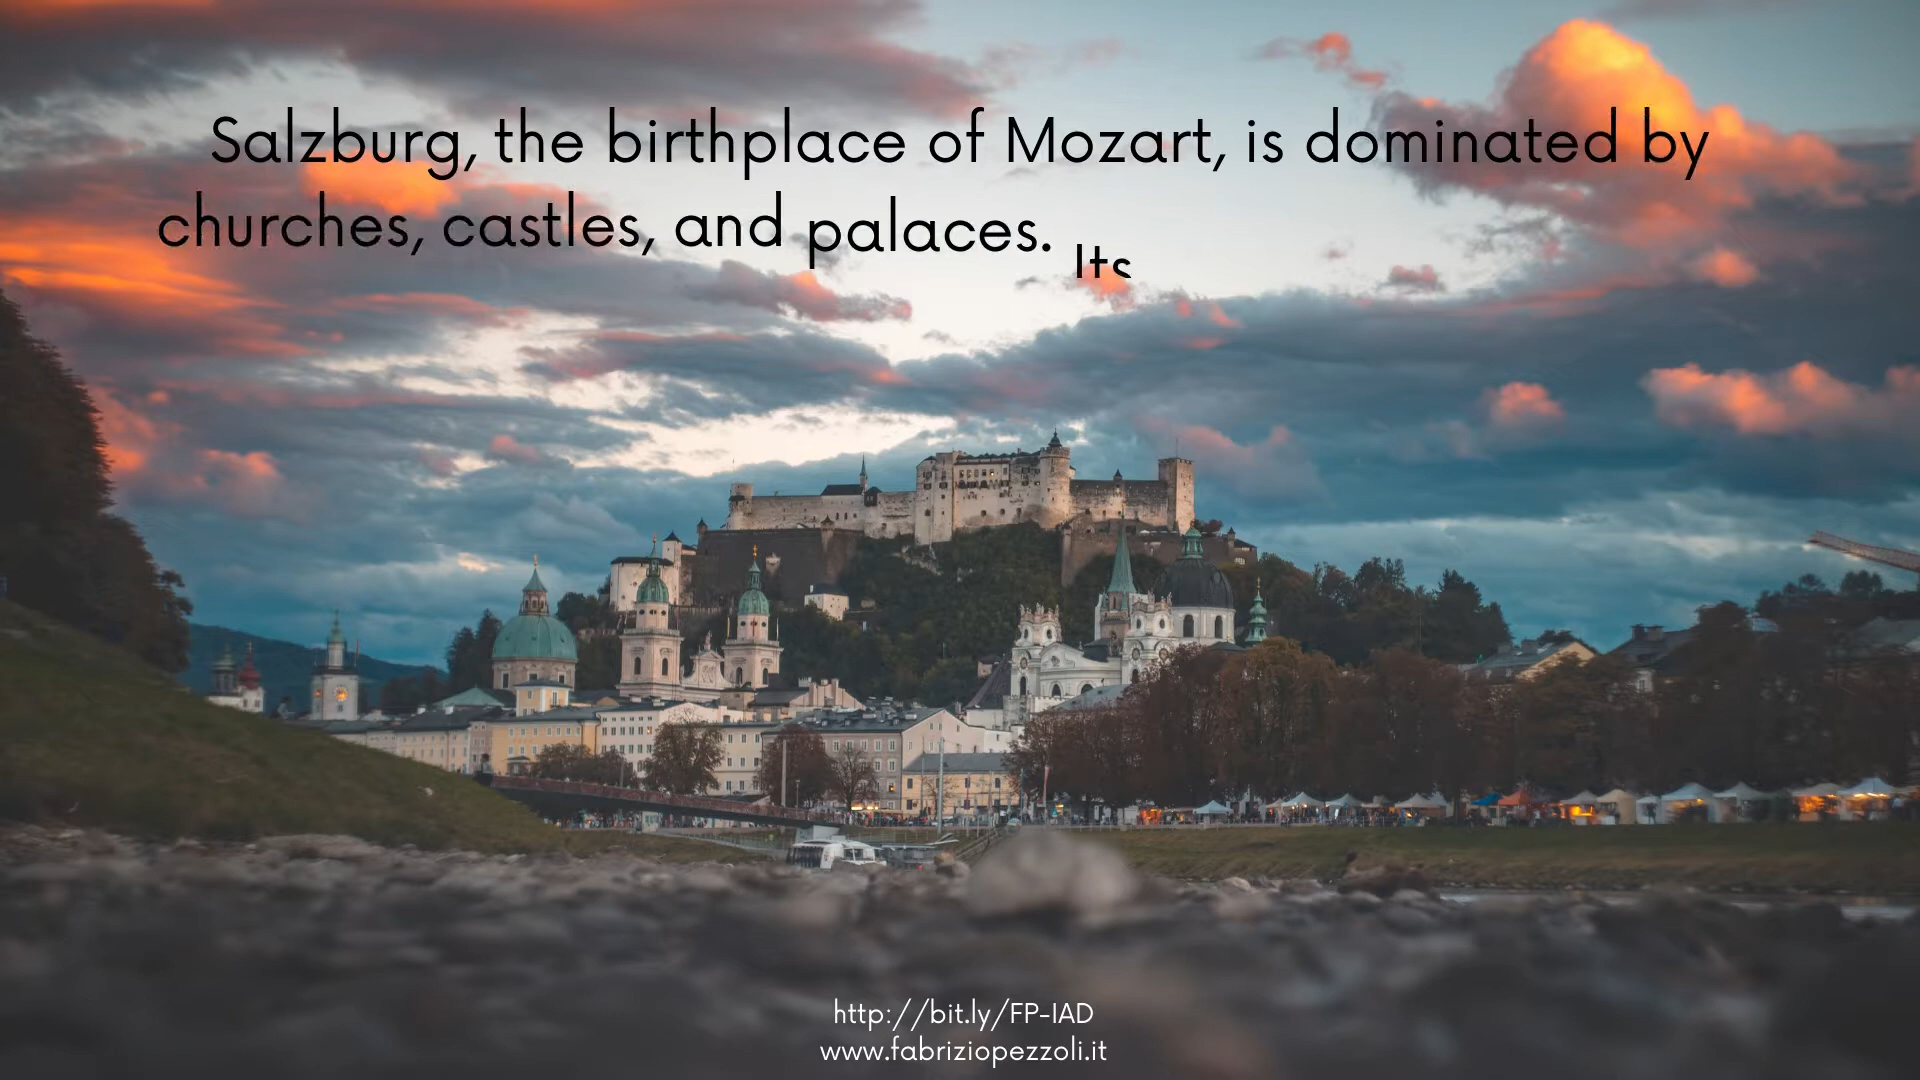 Salzburg, the birthplace of Mozart, is dominated by
churches, castles, and palaces. Its
http://bit.ly/FP-IAD
www.fabriziopezzoli.it